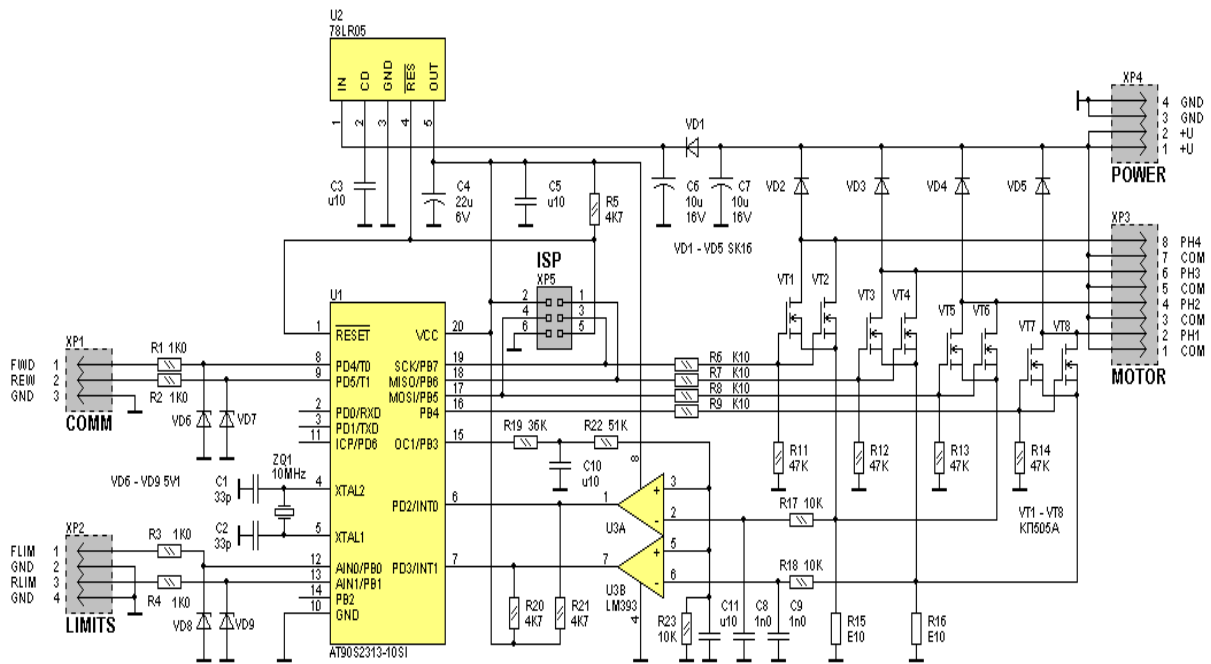 U2
78LR05
IN
CD
GND
RES
OUT
1
2
3
4
5
VD1
XP4
4 GND
3 GND
2 +U
1 +U
POWER
C3
u10
C4
22u
6V
C5
u10
R5
4K7
C6
10u
16V
C7
10u
16V
VD2
VD3
VD4
VD5
VD1 - VD5 SK16
XP3
8 PH4
7 COM
6 PH3
5 COM
4 PH2
3 COM
2 PH1
1 COM
MOTOR
ISP
XP5
2 1
4 3
6 5
VT1
VT2
VT3
VT4
VT5
VT6
VT7
VT8
U1
1 RESET
VCC 20
8 PD4/T0
SCK/PB7 19
9 PD5/T1
MISO/PB6 18
MOSI/PB5 17
2 PD0/RXD
PB4 16
3 PD1/TXD
11 ICP/PD6
OC1/PB3 15
4 XTAL2
PD2/INT0 6
5 XTAL1
12 AIN0/PB0
PD3/INT1 7
13 AIN1/PB1
14 PB2
10 GND
AT90S2313-10SI
XP1
FWD 1
REW 2
GND 3
COMM
R1 1K0
R2 1K0
VD6
VD7
VD6 - VD9 5V1
ZQ1
10MHz
C1
33p
C2
33p
XP2
FLIM 1
GND 2
RLIM 3
GND 4
LIMITS
R3 1K0
R4 1K0
VD8
VD9
R6 K10
R7 K10
R8 K10
R9 K10
R19 36K
R22 51K
C10
u10
R11
47K
R12
47K
R13
47K
R14
47K
8
1
3
2
U3A
R17 10K
VT1 - VT8
КП505А
7
5
6
U3B
LM393
4
R18 10K
R20
4K7
R21
4K7
R23
10K
C11
u10
C8
1n0
C9
1n0
R15
E10
R16
E10